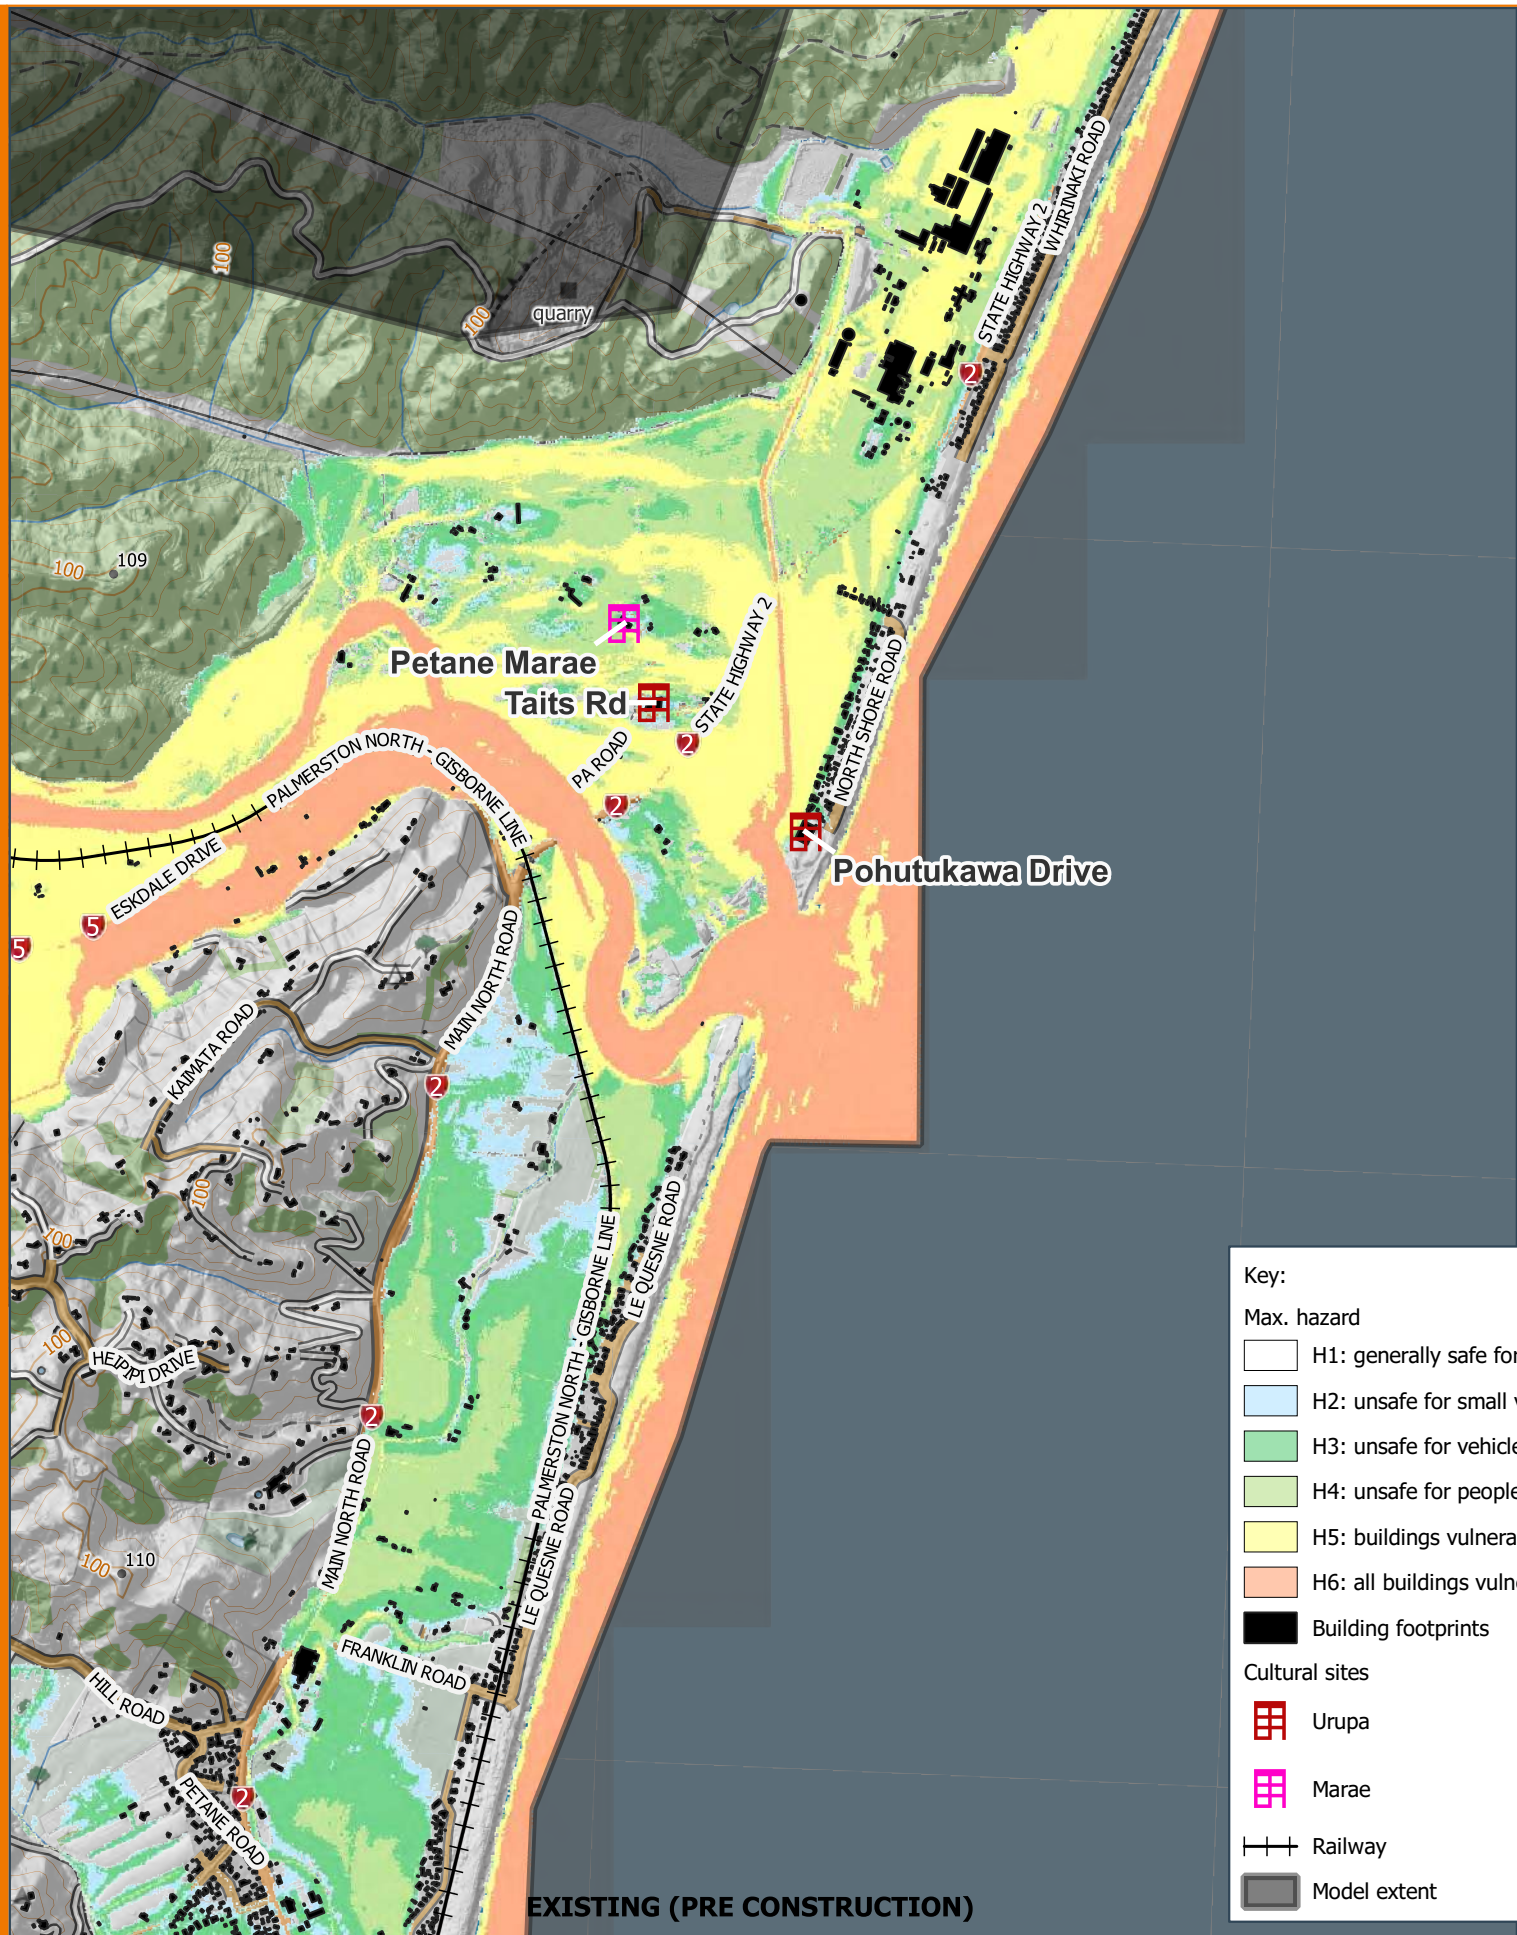 WHIRINAKI ROAD
STATE HIGHWAY 2
100
100
quarry
2
109
100
Petane Marae
Taits Rd
STATE HIGHWAY 2
2
PA ROAD
2
NORTH SHORE ROAD
PALMERSTON NORTH - GISBORNE LINE
ESKDALE DRIVE
5
5
Pohutukawa Drive
MAIN NORTH ROAD
KAIMATA ROAD
2
100
100
LE QUESNE ROAD
100
HEIPIPI DRIVE
2
PALMERSTON NORTH - GISBORNE LINE
MAIN NORTH ROAD
LE QUESNE ROAD
100
110
FRANKLIN ROAD
HILL ROAD
PETANE ROAD
2
EXISTING (PRE CONSTRUCTION)
Key:
Max. hazard
H1: generally safe for
H2: unsafe for small
H3: unsafe for vehicle
H4: unsafe for people
H5: buildings vulnera
H6: all buildings vuln
Building footprints
Cultural sites
Urupa
Marae
Railway
Model extent